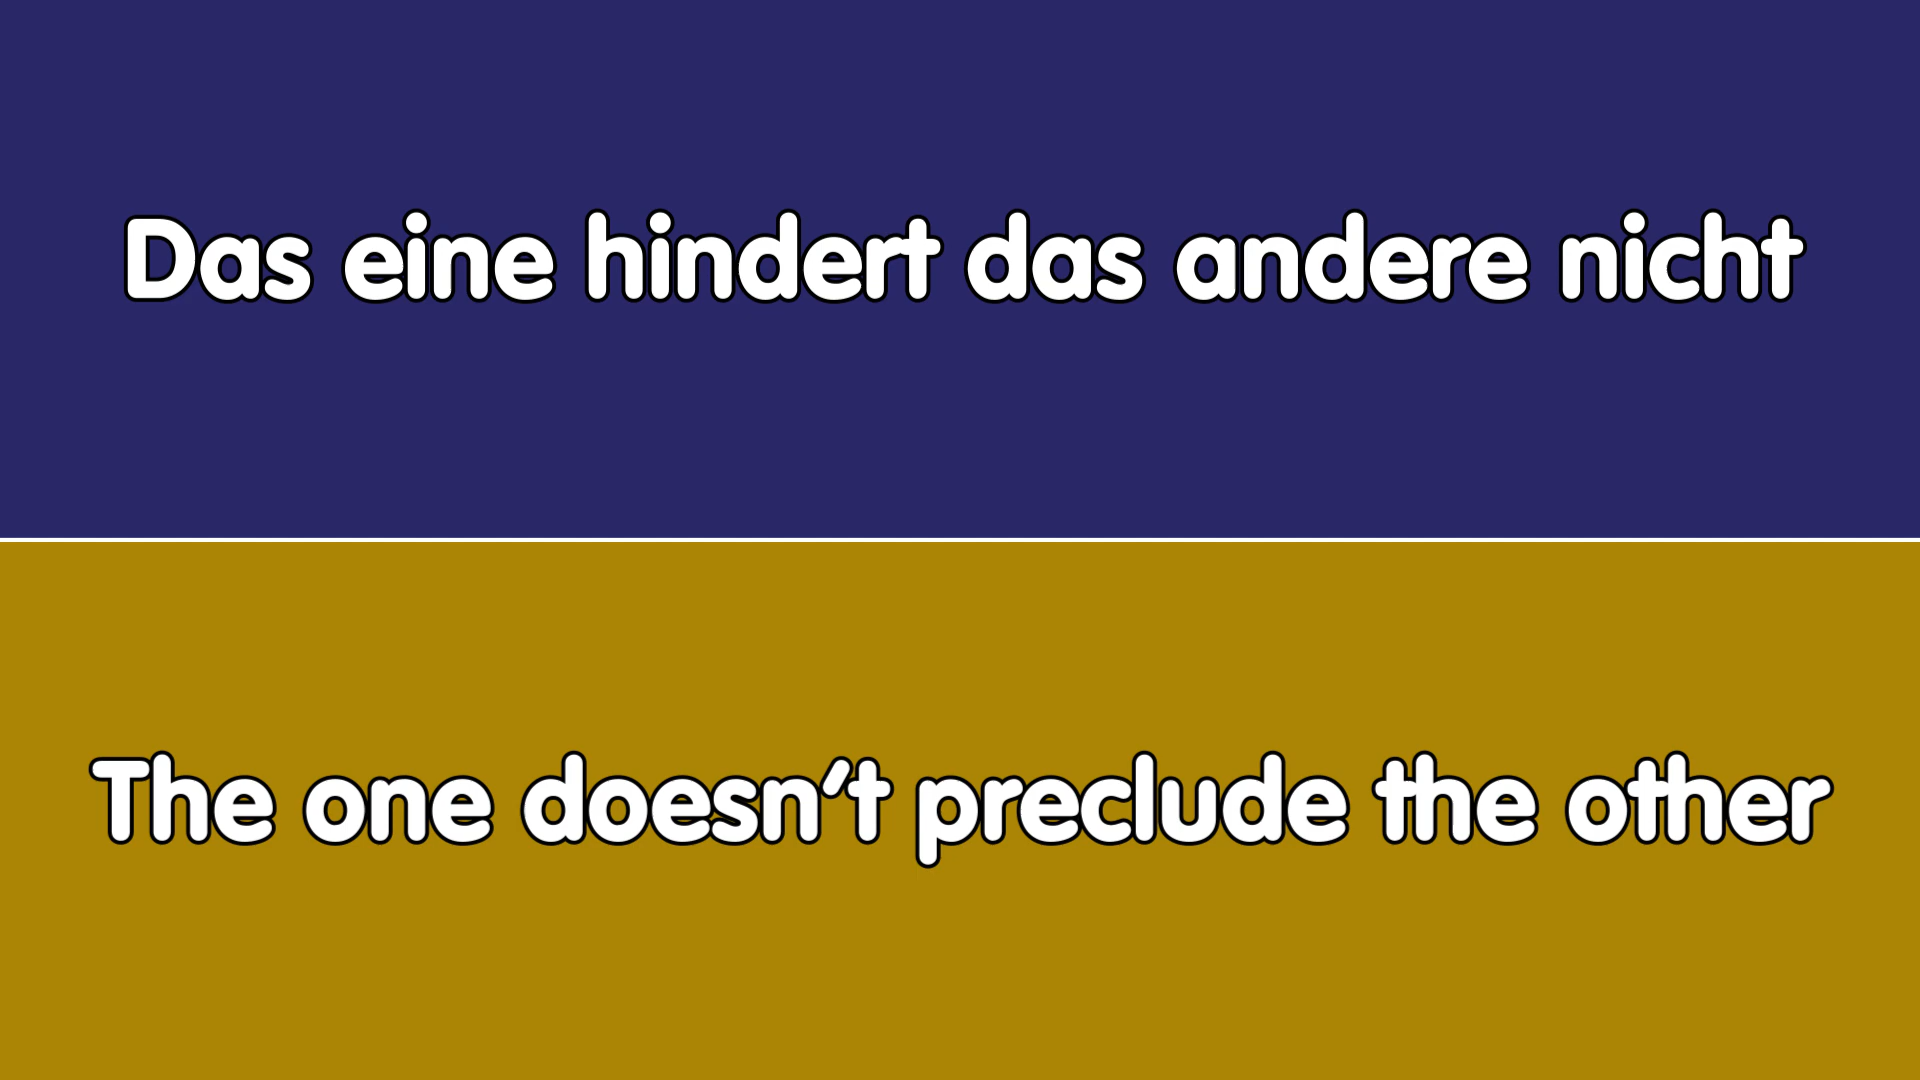 Das eine hindert das andere nicht
The one doesn't preclude the other